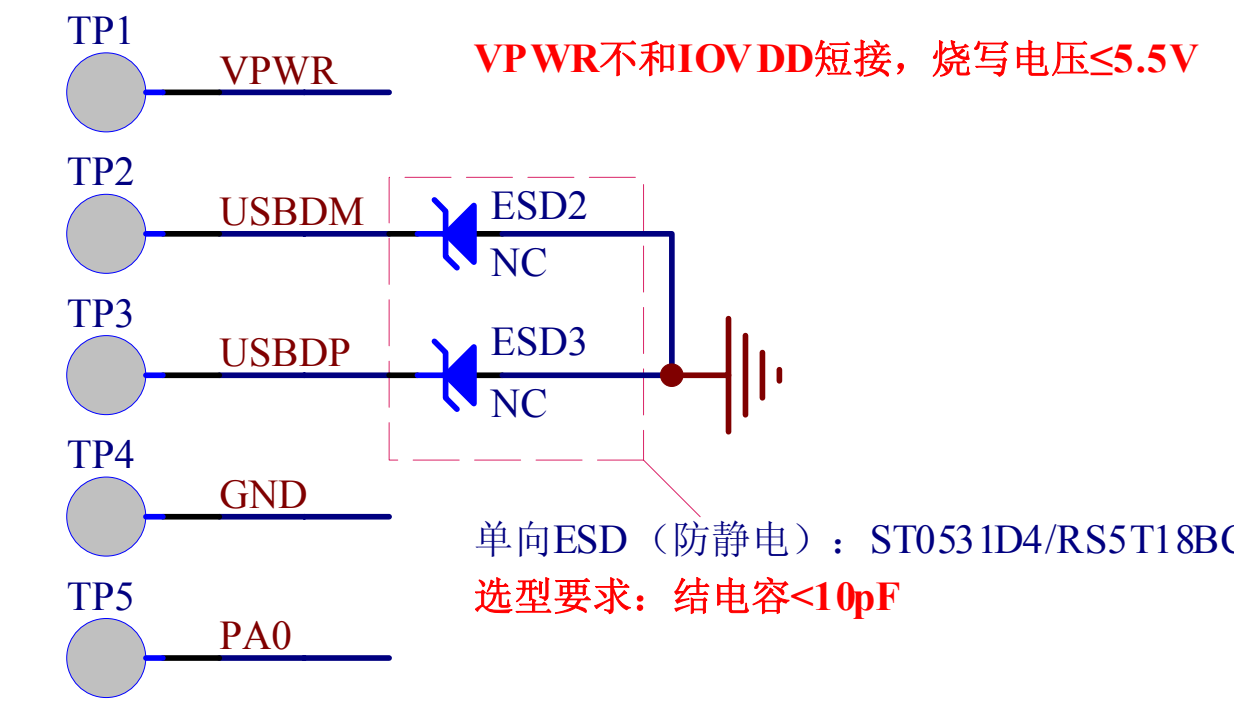 TP1
VPWR
VPWR不和IOVDD短接，烧写电压≤5.5V
TP2
USBDM
ESD2
NC
TP3
USBDP
ESD3
NC
TP4
GND
单向ESD（防静电）：ST0531D4/RS5T18BC
选型要求：结电容<10pF
TP5
PA0